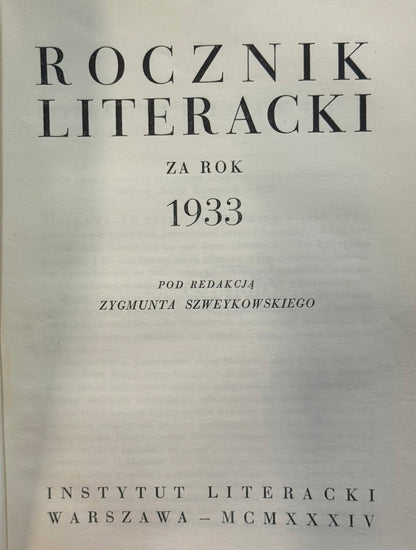 ROCZNIK
LITERACKI
ZA ROK
1933
POD REDAKCJĄ
ZYGMUNTA SZWEYKOWSKIEGO
INSTYTUT LITERACKI
WARSZAWA – MCMXXXIV